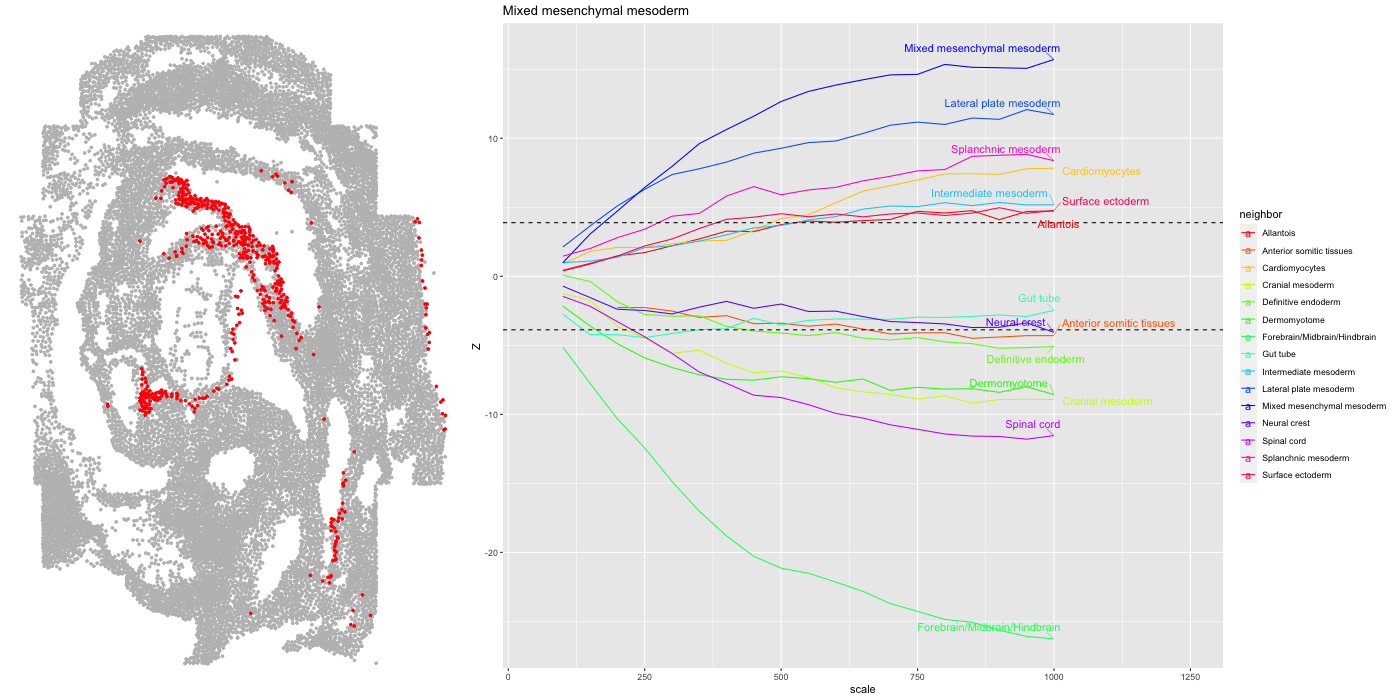 Mixed mesenchymal mesoderm
Mixed mesenchymal mesoderm
Lateral plate mesoderm
Splanchnic mesoderm
Cardiomyocytes
Intermediate mesoderm
Surface ectoderm
Allantois
Gut tube
Neural crest
Anterior somitic tissues
Definitive endoderm
Dermomyotome
Cranial mesoderm
Spinal cord
Forebrain/Midbrain/Hindbrain
10
0
-10
-20
Z
0
250
500
750
1000
1250
scale
neighbor
a Allantois
a Anterior somitic tissues
a Cardiomyocytes
a Cranial mesoderm
a Definitive endoderm
a Dermomyotome
a Forebrain/Midbrain/Hindbrain
a Gut tube
a Intermediate mesoderm
a Lateral plate mesoderm
a Mixed mesenchymal mesoderm
a Neural crest
a Spinal cord
a Splanchnic mesoderm
a Surface ectoderm